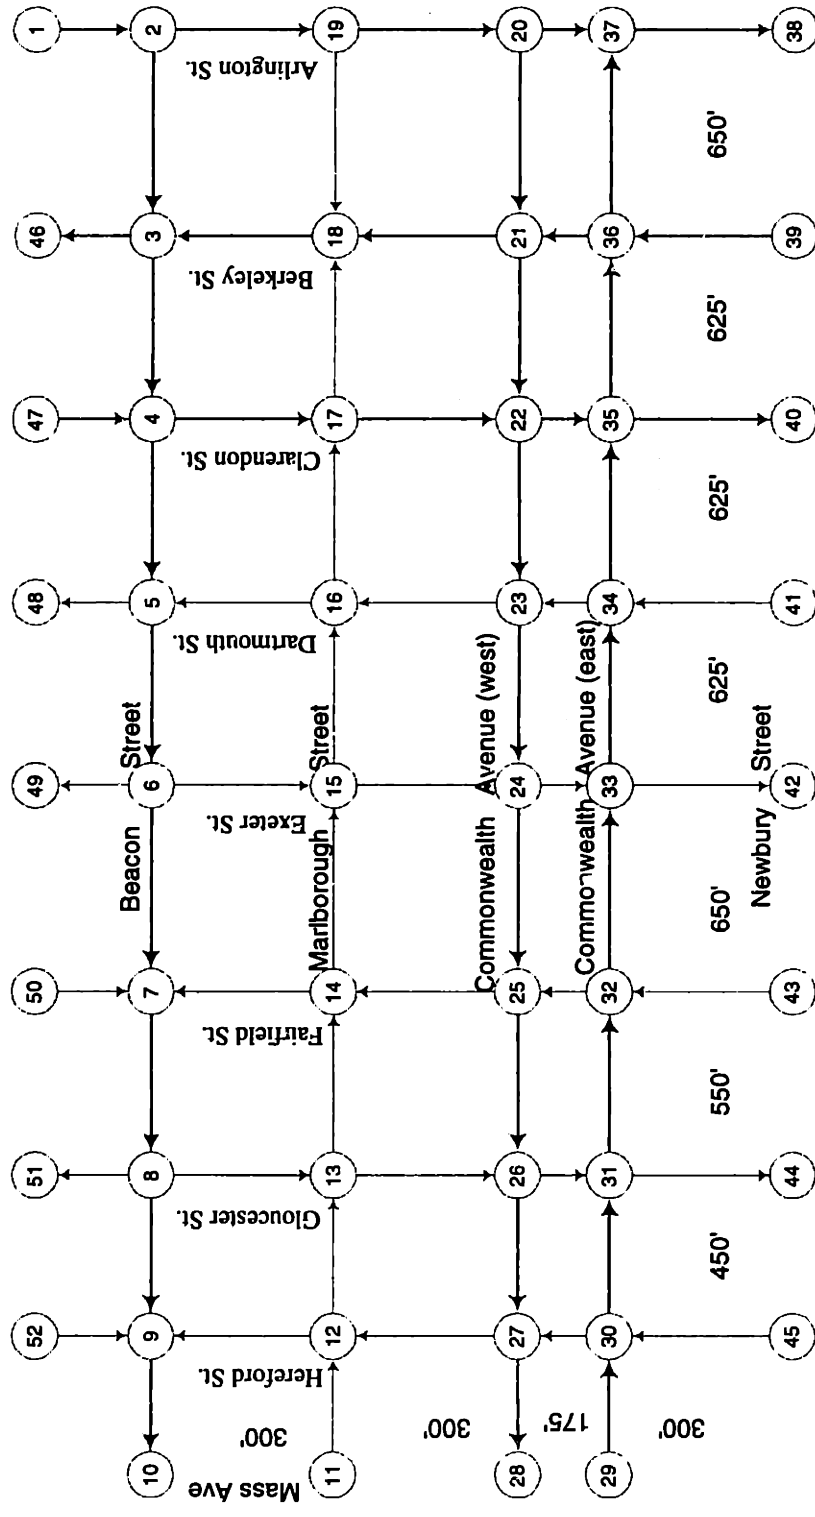 52 51 50 49 48 47 46 1
Beacon Street
10 9 8 7 6 5 4 3 2
Mass Ave
300'
Hereford St.
Gloucester St.
Fairfield St.
Exeter St.
Dartmouth St.
Clarendon St.
Berkeley St.
Arlington St.
Marlborough Street
11 12 13 14 15 16 17 18 19
300'
Commonwealth Avenue (west)
28 27 26 25 24 23 22 21 20
175'
Commonwealth Avenue (east)
29 30 31 32 33 34 35 36 37
300'
450' 550' 650' 625' 625' 625' 650'
Newbury Street
45 44 43 42 41 40 39 38